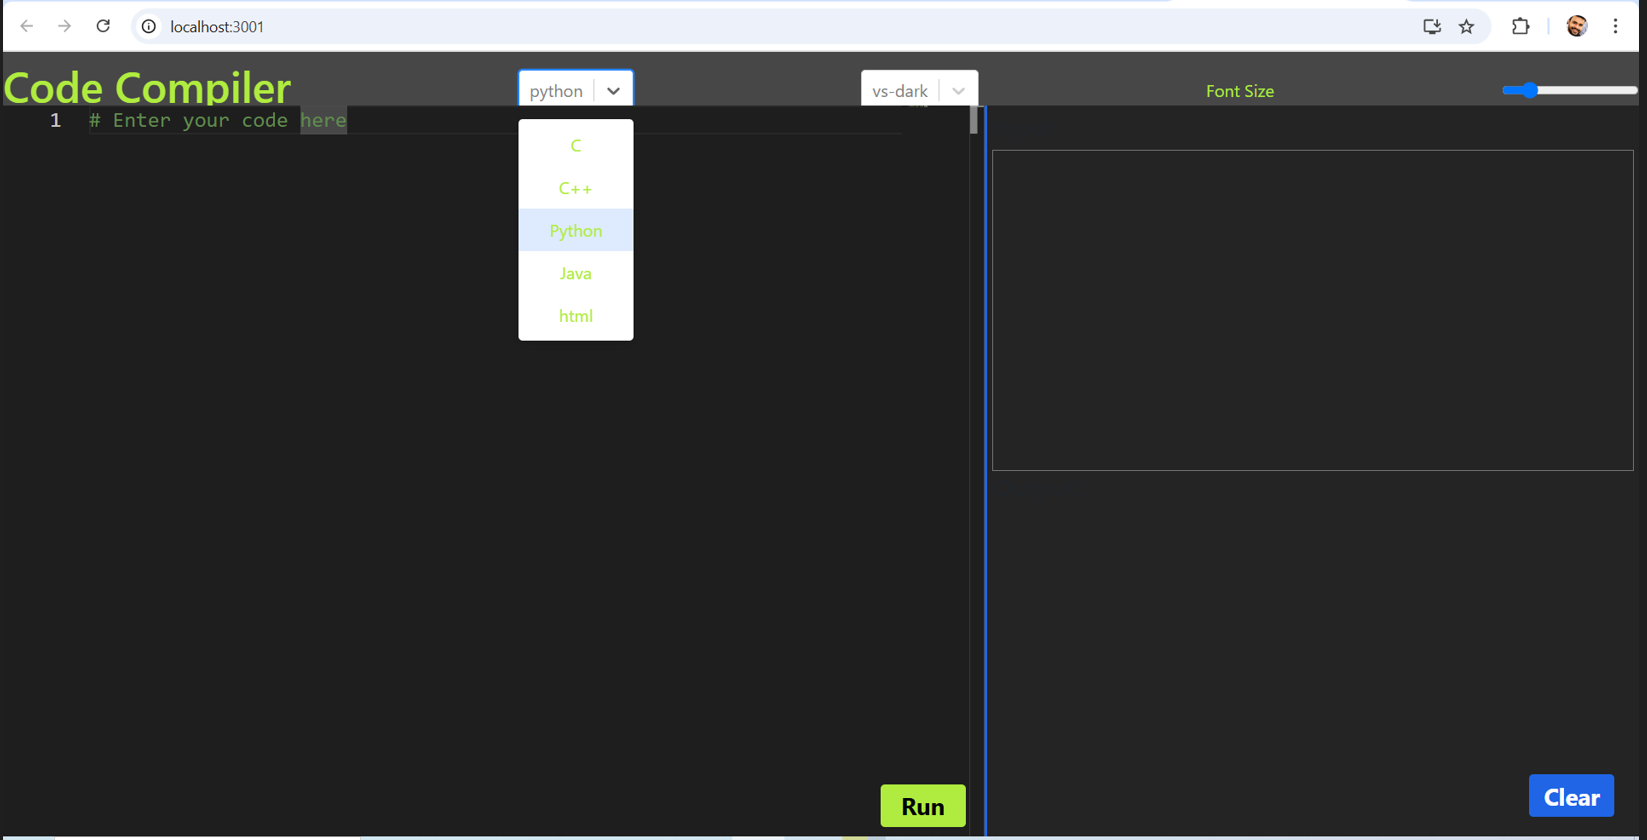 localhost:3001
Code Compiler
python
vs-dark
Font Size
1 # Enter your code here
C
C++
Python
Java
html
Run
Clear